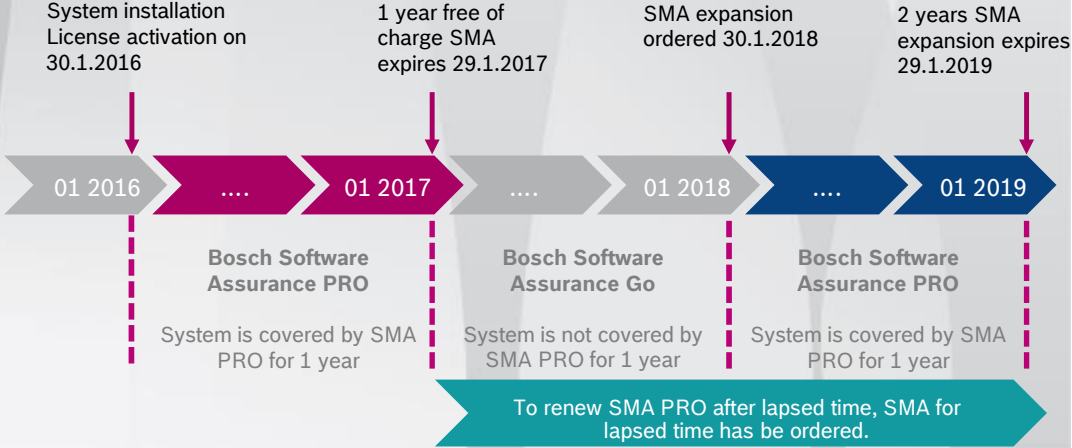 System installation
License activation on
30.1.2016
1 year free of
charge SMA
expires 29.1.2017
SMA expansion
ordered 30.1.2018
2 years SMA
expansion expires
29.1.2019
01 2016
....
01 2017
....
01 2018
....
01 2019
Bosch Software
Assurance PRO
System is covered by SMA
PRO for 1 year
Bosch Software
Assurance Go
System is not covered by
SMA PRO for 1 year
Bosch Software
Assurance PRO
System is covered by SMA
PRO for 1 year
To renew SMA PRO after lapsed time, SMA for
lapsed time has be ordered.